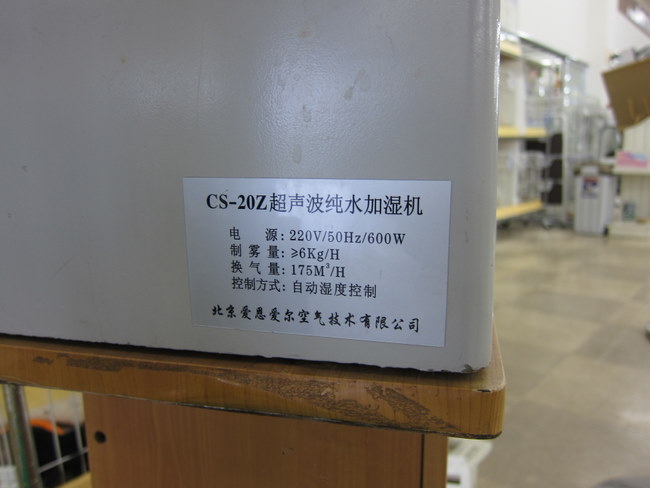 CS-20Z超声波纯水加湿机
电 源: 220V/50Hz/600W
制 雾 量: ≥6Kg/H
换 气 量: 175M³/H
控制方式: 自动湿度控制
北京爱恩爱尔空气技术有限公司